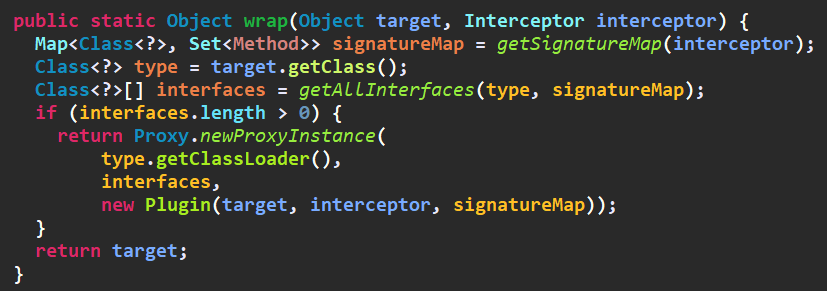 public static Object wrap(Object target, Interceptor interceptor) {
  Map<Class<?>, Set<Method>> signatureMap = getSignatureMap(interceptor);
  Class<?> type = target.getClass();
  Class<?>[] interfaces = getAllInterfaces(type, signatureMap);
  if (interfaces.length > 0) {
    return Proxy.newProxyInstance(
        type.getClassLoader(),
        interfaces,
        new Plugin(target, interceptor, signatureMap));
  }
  return target;
}